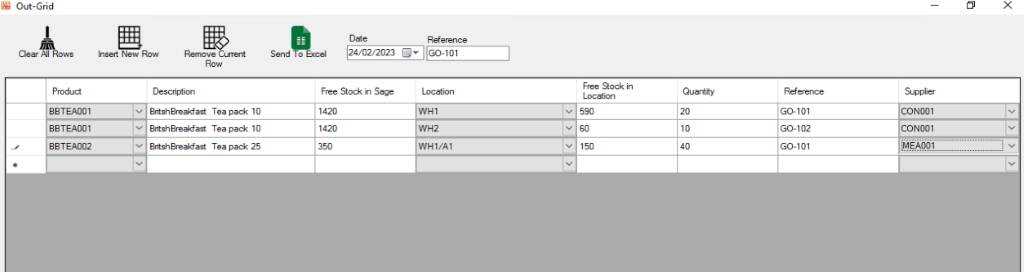 Out-Grid
Clear All Rows Insert New Row Remove Current Row Send To Excel Date 24/02/2023 Reference GO-101
Product Description Free Stock in Sage Location Free Stock in Location Quantity Reference Supplier
BBTEA001 BritshBreakfast Tea pack 10 1420 WH1 590 20 GO-101 CON001
BBTEA001 BritshBreakfast Tea pack 10 1420 WH2 60 10 GO-102 CON001
BBTEA002 BritshBreakfast Tea pack 25 350 WH1/A1 150 40 GO-101 MEA001